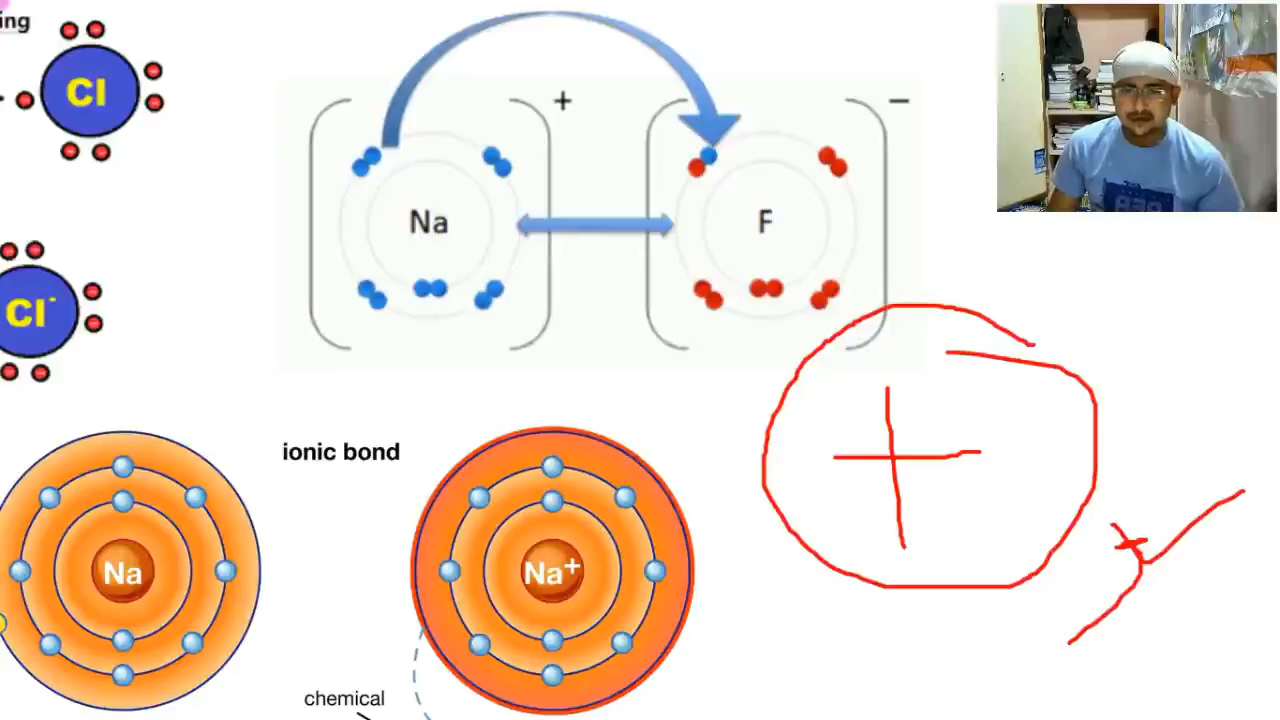 ing
Cl
+
−
Na
F
Cl-
ionic bond
Na
Na+
chemical